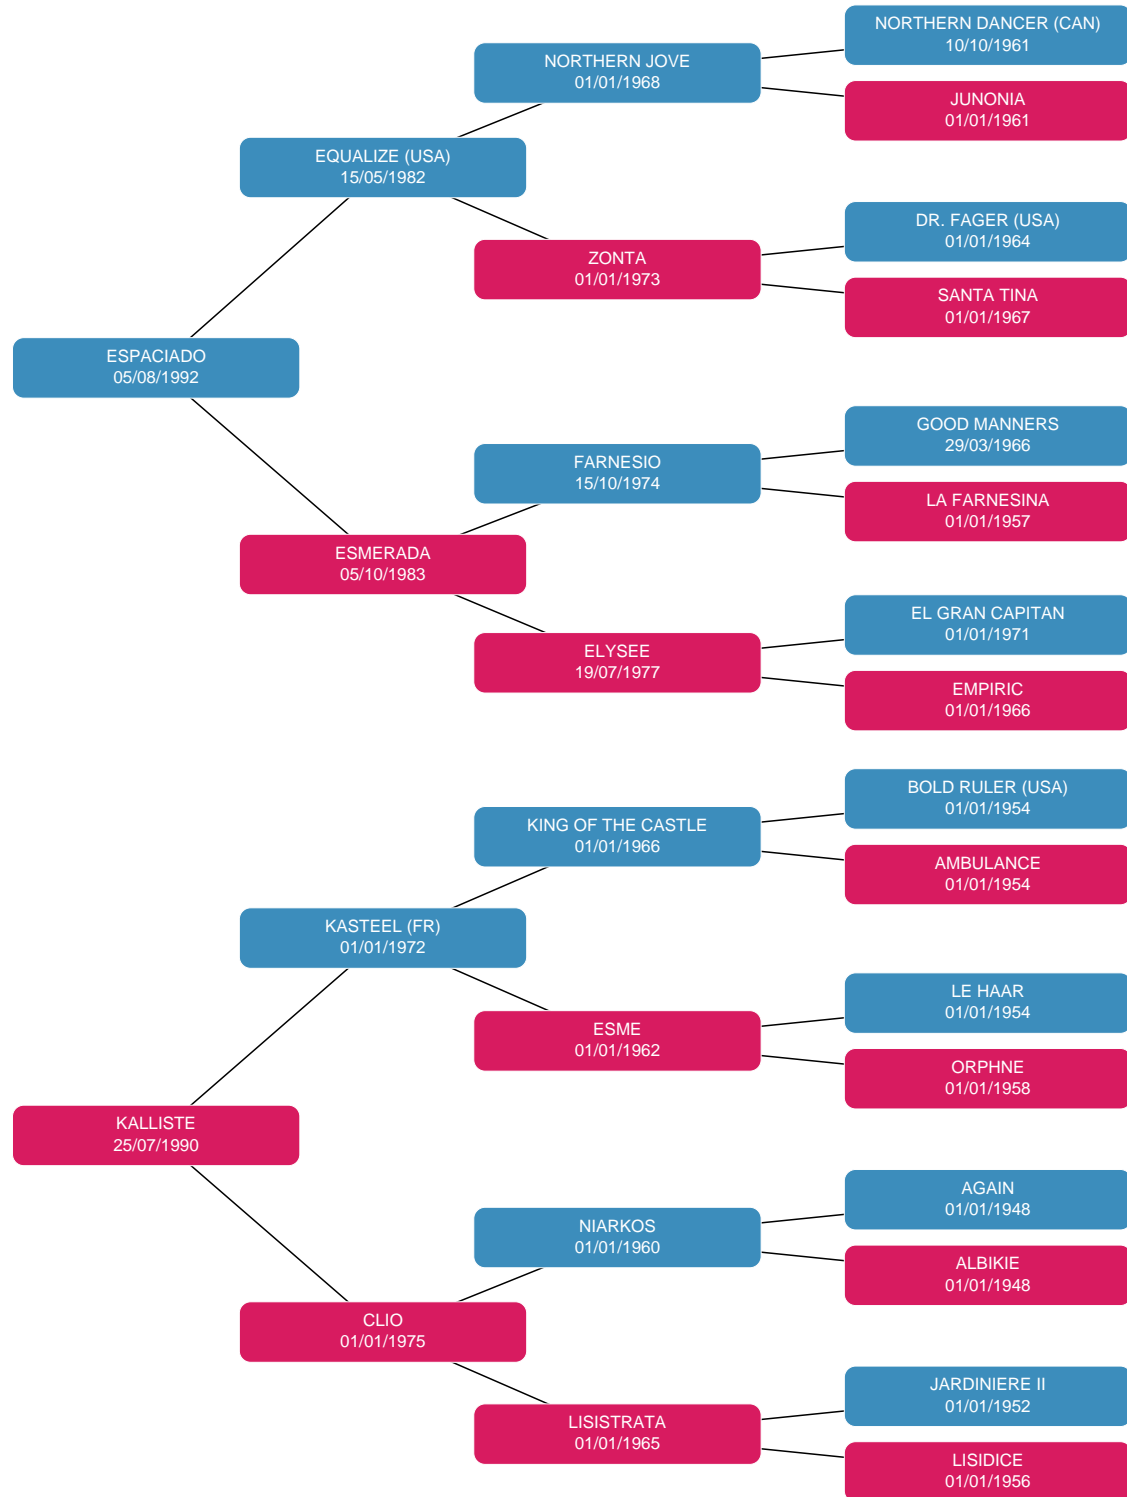 NORTHERN DANCER (CAN)
10/10/1961
NORTHERN JOVE
01/01/1968
JUNONIA
01/01/1961
EQUALIZE (USA)
15/05/1982
DR. FAGER (USA)
01/01/1964
ZONTA
01/01/1973
SANTA TINA
01/01/1967
ESPACIADO
05/08/1992
GOOD MANNERS
29/03/1966
FARNESIO
15/10/1974
LA FARNESINA
01/01/1957
ESMERADA
05/10/1983
EL GRAN CAPITAN
01/01/1971
ELYSEE
19/07/1977
EMPIRIC
01/01/1966
BOLD RULER (USA)
01/01/1954
KING OF THE CASTLE
01/01/1966
AMBULANCE
01/01/1954
KASTEEL (FR)
01/01/1972
LE HAAR
01/01/1954
ESME
01/01/1962
ORPHNE
01/01/1958
KALLISTE
25/07/1990
AGAIN
01/01/1948
NIARKOS
01/01/1960
ALBIKIE
01/01/1948
CLIO
01/01/1975
JARDINIERE II
01/01/1952
LISISTRATA
01/01/1965
LISIDICE
01/01/1956